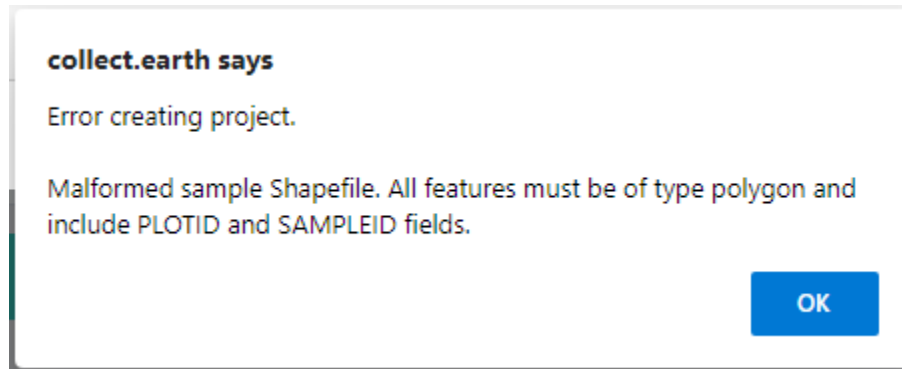 collect.earth says
Error creating project.
Malformed sample Shapefile. All features must be of type polygon and
include PLOTID and SAMPLEID fields.
OK